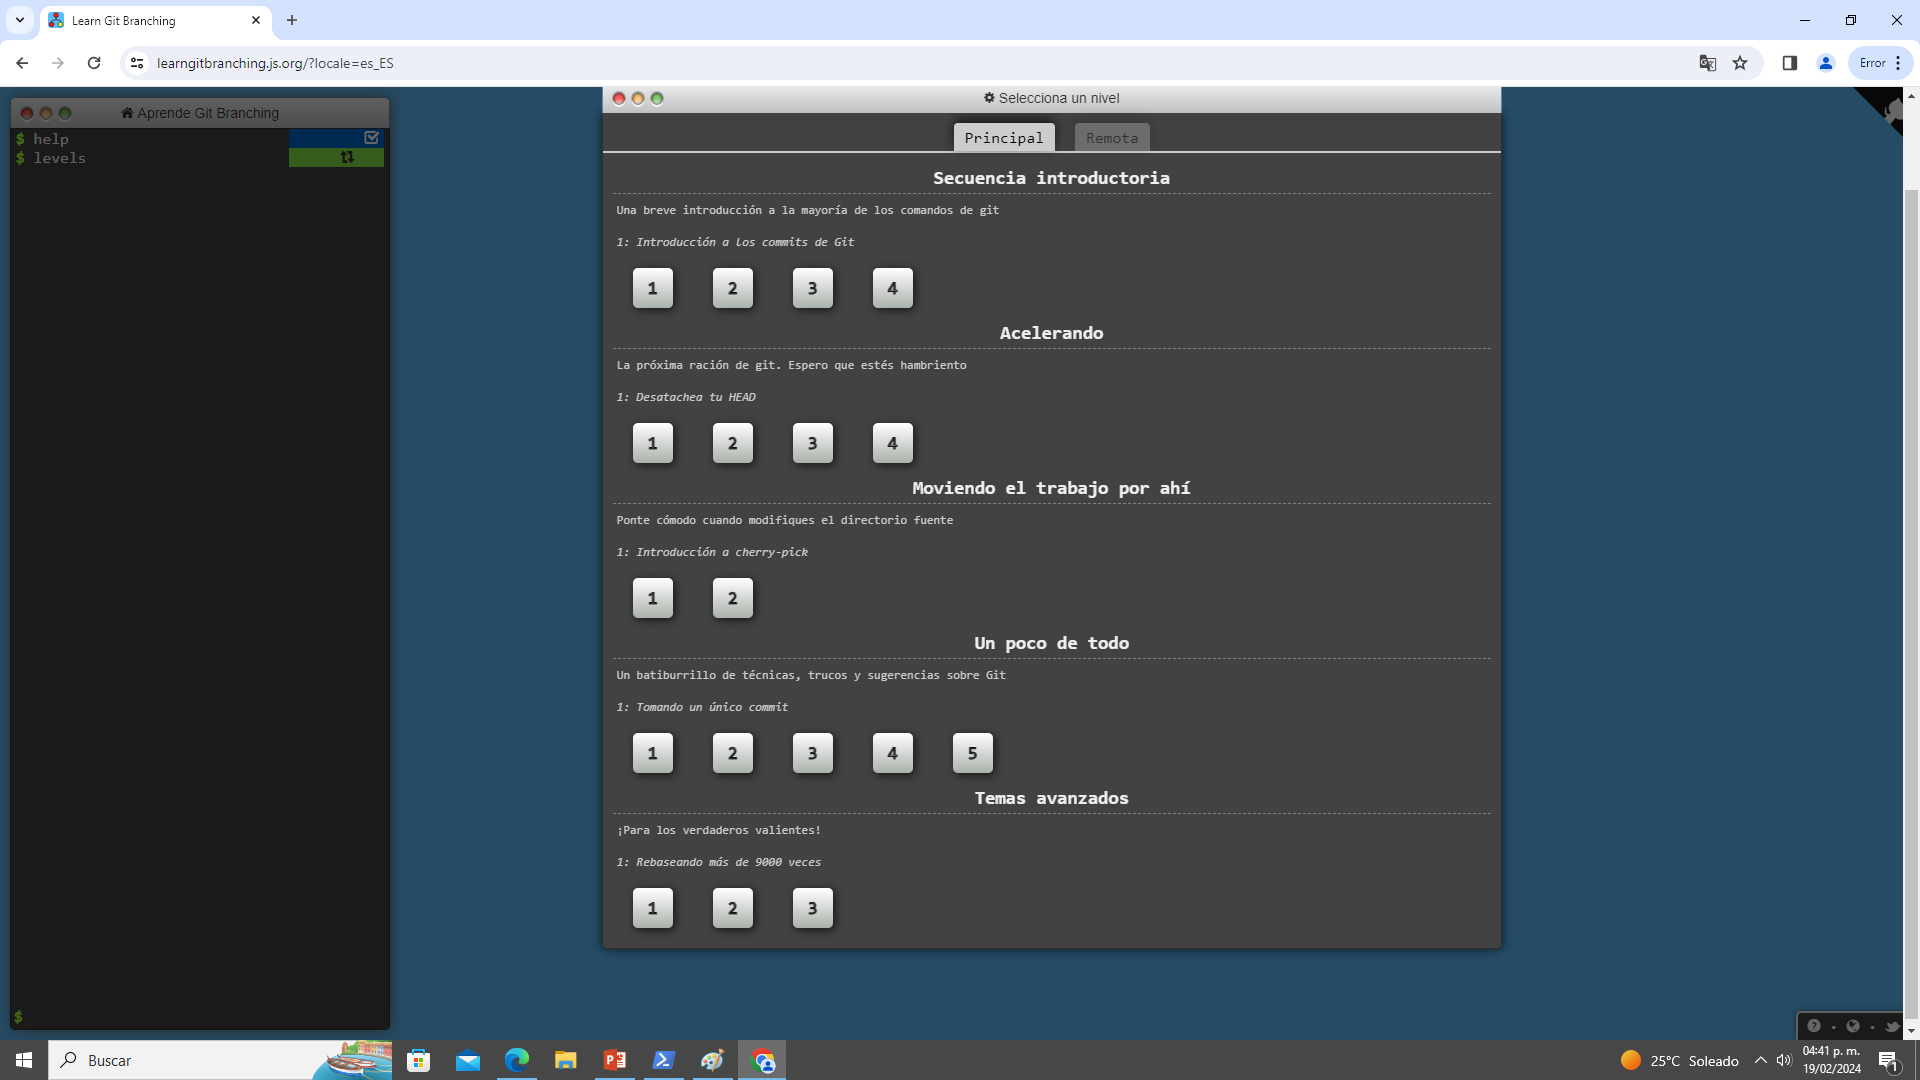 Learn Git Branching
learngitbranching.js.org/?locale=es_ES
Error
Aprende Git Branching
$ help
$ levels
$
Selecciona un nivel
Principal
Remota
Secuencia introductoria
Una breve introducción a la mayoría de los comandos de git
1: Introducción a los commits de Git
1 2 3 4
Acelerando
La próxima ración de git. Espero que estés hambriento
1: Desatachea tu HEAD
1 2 3 4
Moviendo el trabajo por ahí
Ponte cómodo cuando modifiques el directorio fuente
1: Introducción a cherry-pick
1 2
Un poco de todo
Un batiburrillo de técnicas, trucos y sugerencias sobre Git
1: Tomando un único commit
1 2 3 4 5
Temas avanzados
¡Para los verdaderos valientes!
1: Rebaseando más de 9000 veces
1 2 3
Buscar
25°C Soleado
04:41 p. m.
19/02/2024
1